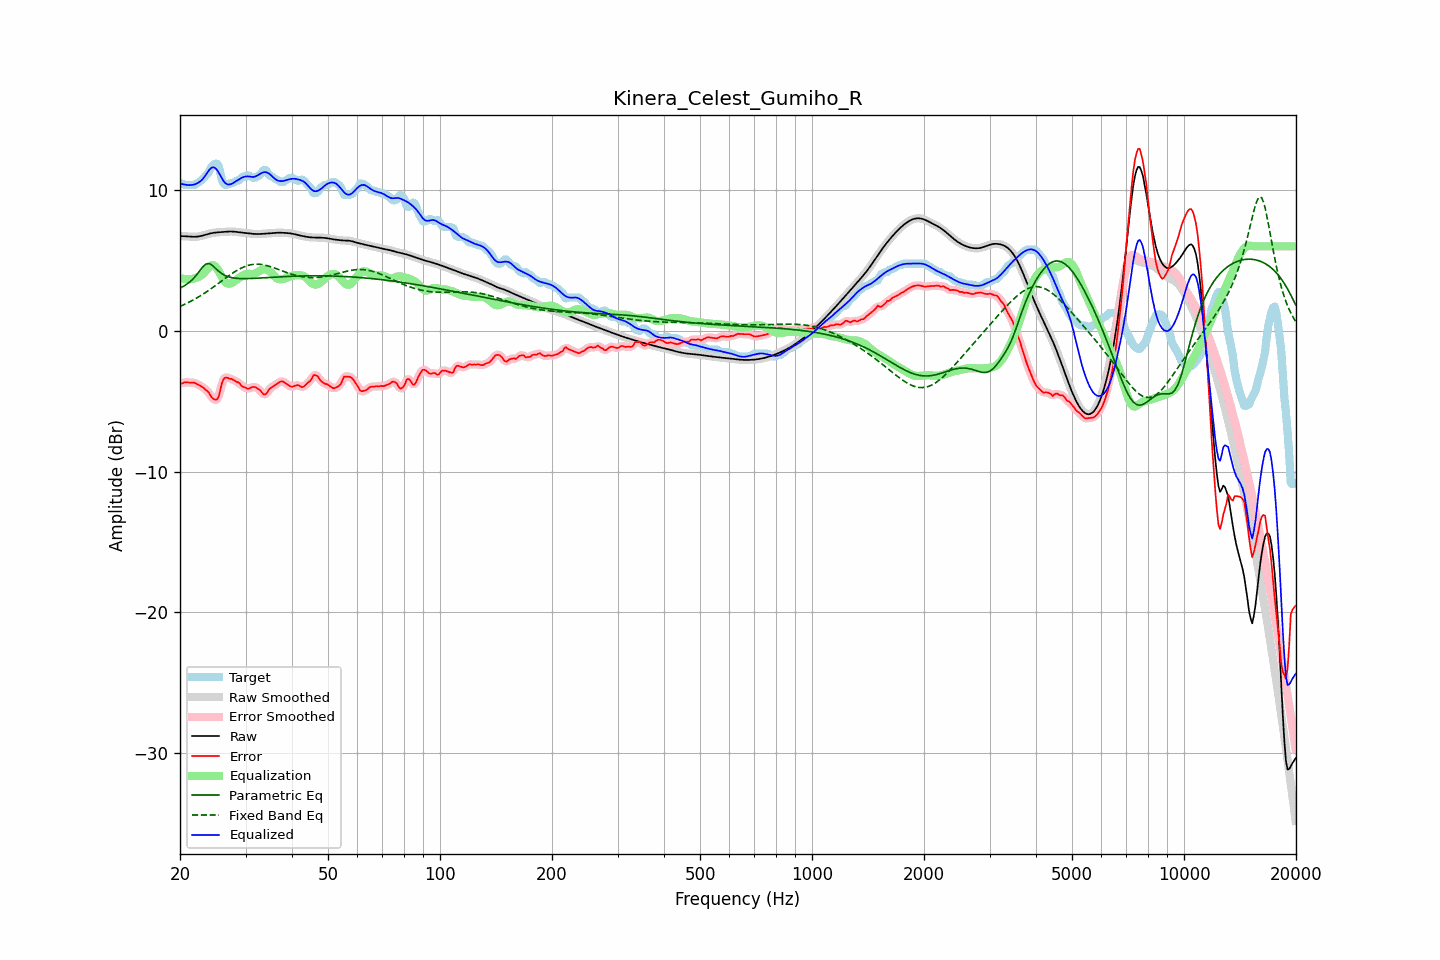 Kinera_Celest_Gumiho_R
Amplitude (dBr)
10
0
−10
−20
−30
Target
Raw Smoothed
Error Smoothed
Raw
Error
Equalization
Parametric Eq
Fixed Band Eq
Equalized
20 50 100 200 500 1000 2000 5000 10000 20000
Frequency (Hz)